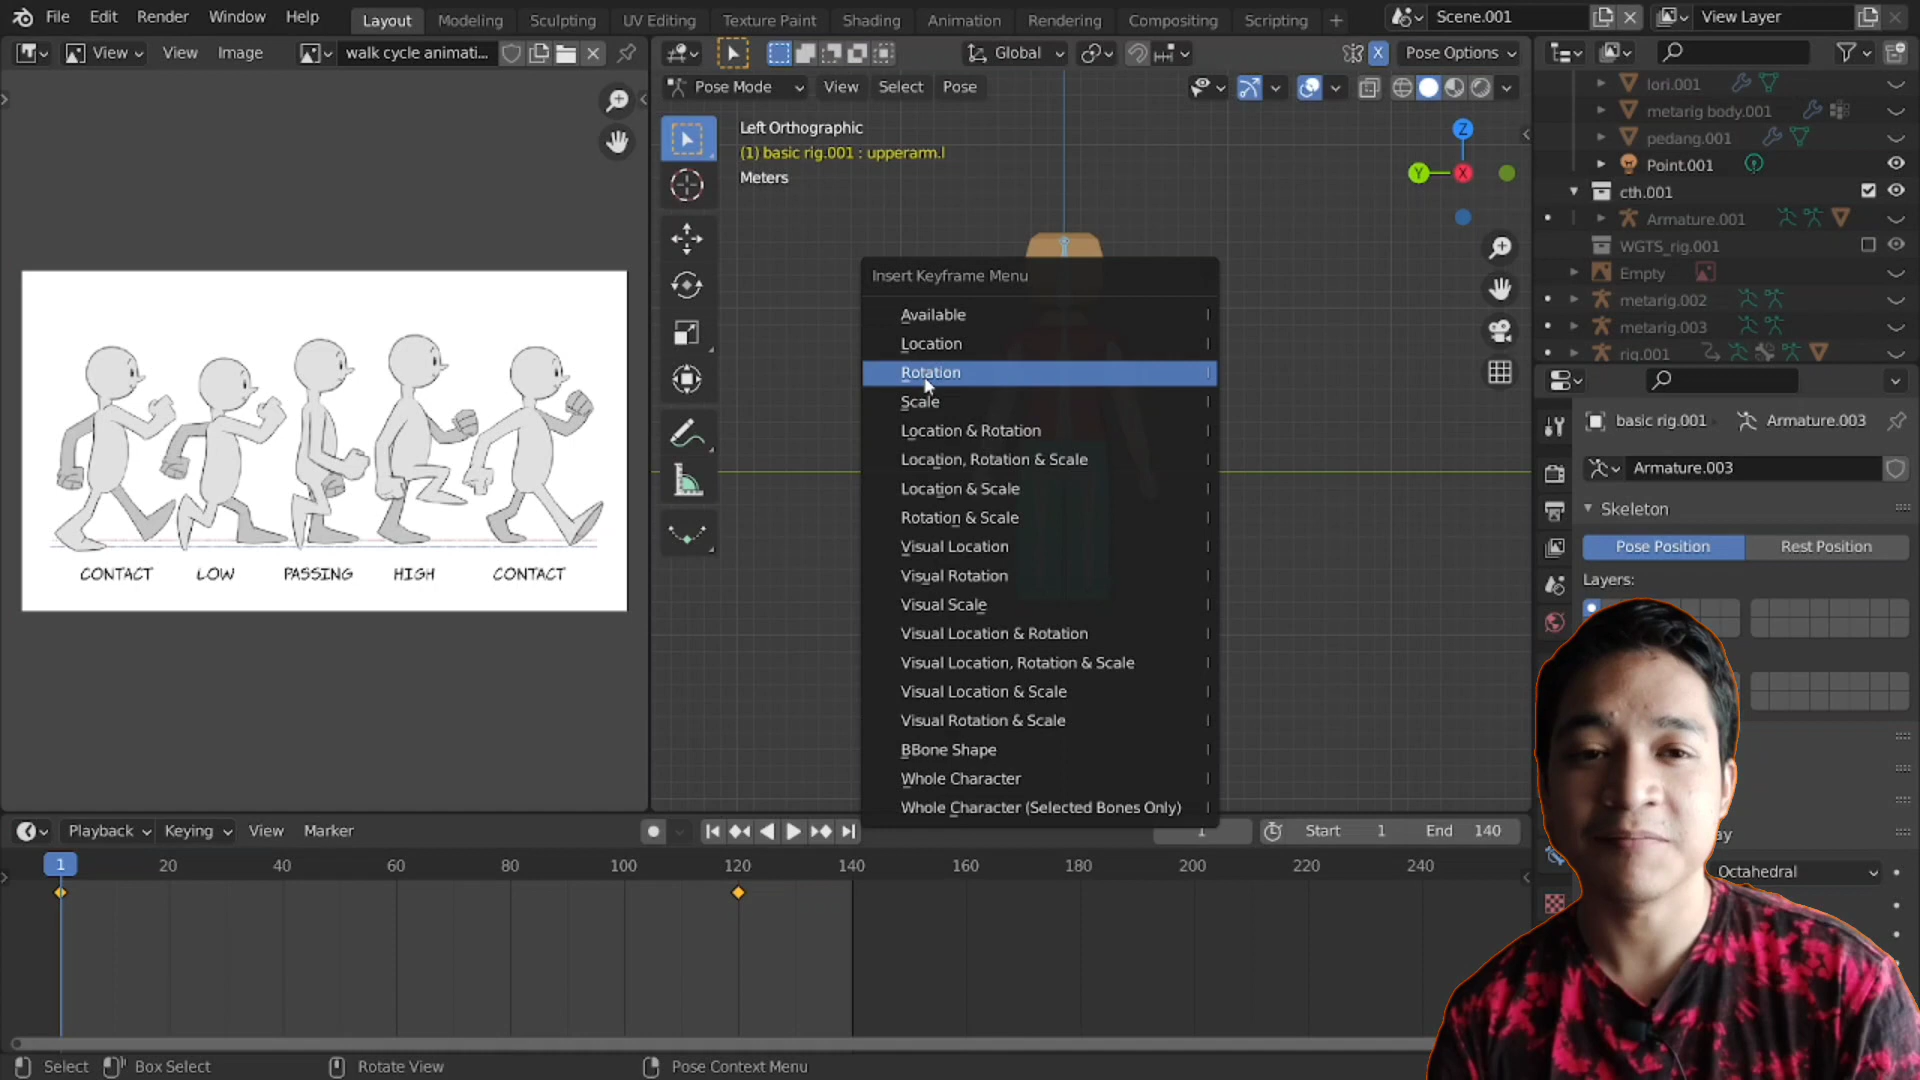 File Edit Render Window Help Layout Modeling Sculpting UV Editing Texture Paint Shading Animation Rendering Compositing Scripting + Scene.001 View Layer
View View Image walk cycle animati... Global X Pose Options
Pose Mode View Select Pose
Left Orthographic
(1) basic rig.001 : upperarm.l
Meters
Z
Y
X
Insert Keyframe Menu
Available I
Location I
Rotation I
Scale I
Location & Rotation I
Location, Rotation & Scale I
Location & Scale I
Rotation & Scale I
Visual Location I
Visual Rotation I
Visual Scale I
Visual Location & Rotation I
Visual Location, Rotation & Scale I
Visual Location & Scale I
Visual Rotation & Scale I
BBone Shape I
Whole Character I
Whole Character (Selected Bones Only) I
CONTACT LOW PASSING HIGH CONTACT
lori.001
metarig body.001
pedang.001
Point.001
cth.001
Armature.001
WGTS_rig.001
Empty
metarig.002
metarig.003
rig.001
basic rig.001 Armature.003
Armature.003
Skeleton
Pose Position Rest Position
Layers:
Octahedral
Playback Keying View Marker 1 Start 1 End 140
1 20 40 60 80 100 120 140 160 180 200 220 240
Select Box Select Rotate View Pose Context Menu